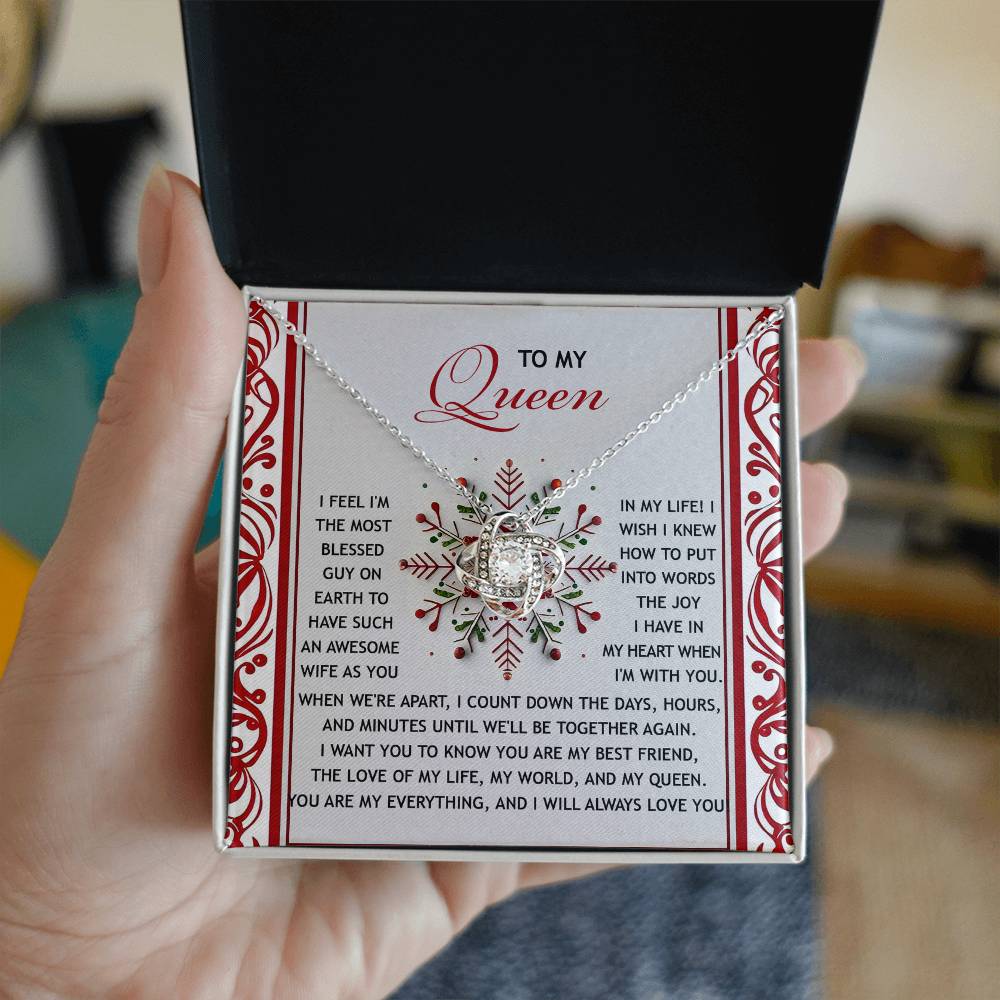 TO MY
Queen
I FEEL I'M
THE MOST
BLESSED
GUY ON
EARTH TO
HAVE SUCH
AN AWESOME
WIFE AS YOU
IN MY LIFE! I
WISH I KNEW
HOW TO PUT
INTO WORDS
THE JOY
I HAVE IN
MY HEART WHEN
I'M WITH YOU.
WHEN WE'RE APART, I COUNT DOWN THE DAYS, HOURS,
AND MINUTES UNTIL WE'LL BE TOGETHER AGAIN.
I WANT YOU TO KNOW YOU ARE MY BEST FRIEND,
THE LOVE OF MY LIFE, MY WORLD, AND MY QUEEN.
YOU ARE MY EVERYTHING, AND I WILL ALWAYS LOVE YOU